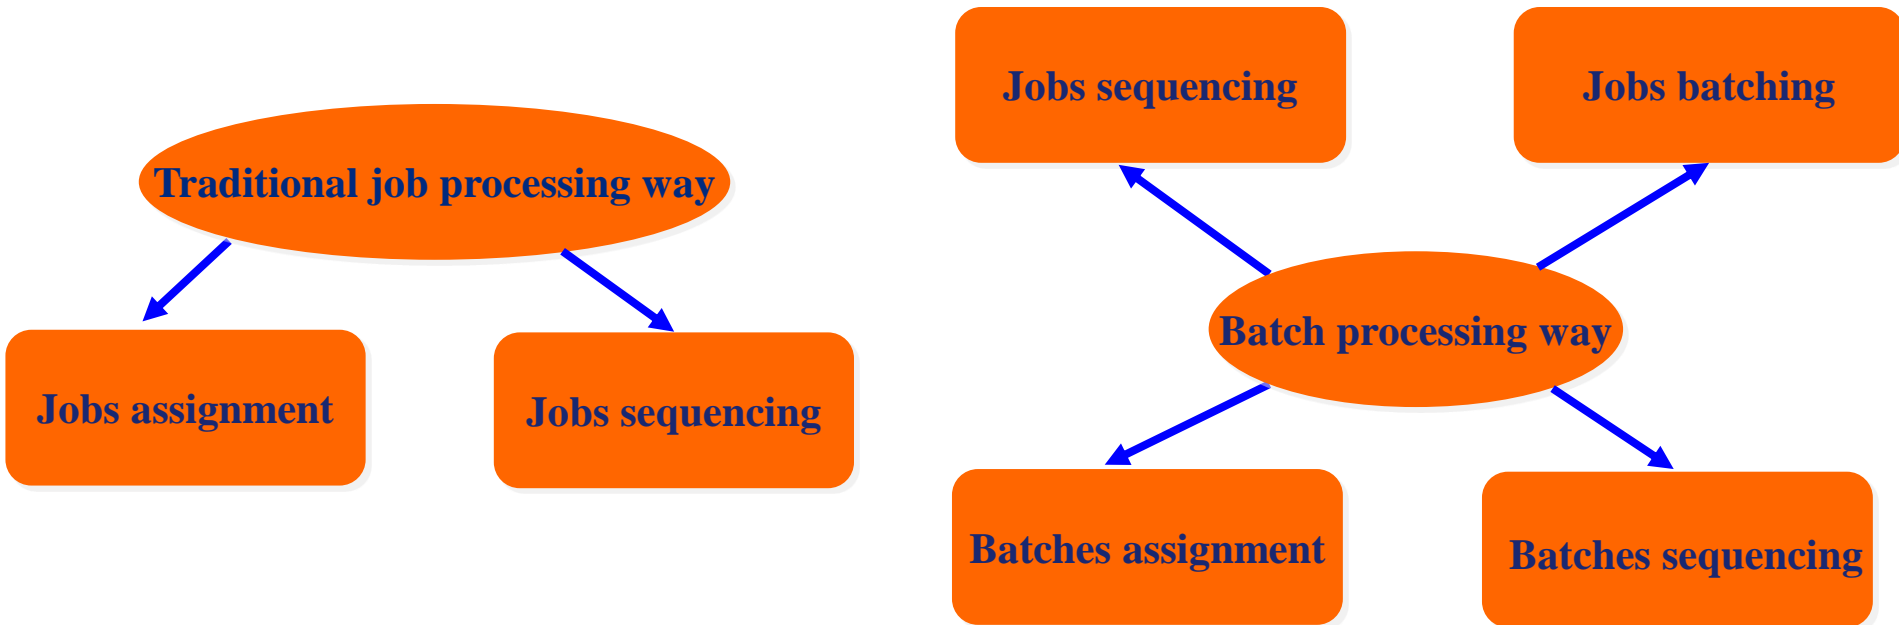 Traditional job processing way
Jobs assignment
Jobs sequencing
Jobs sequencing
Jobs batching
Batch processing way
Batches assignment
Batches sequencing